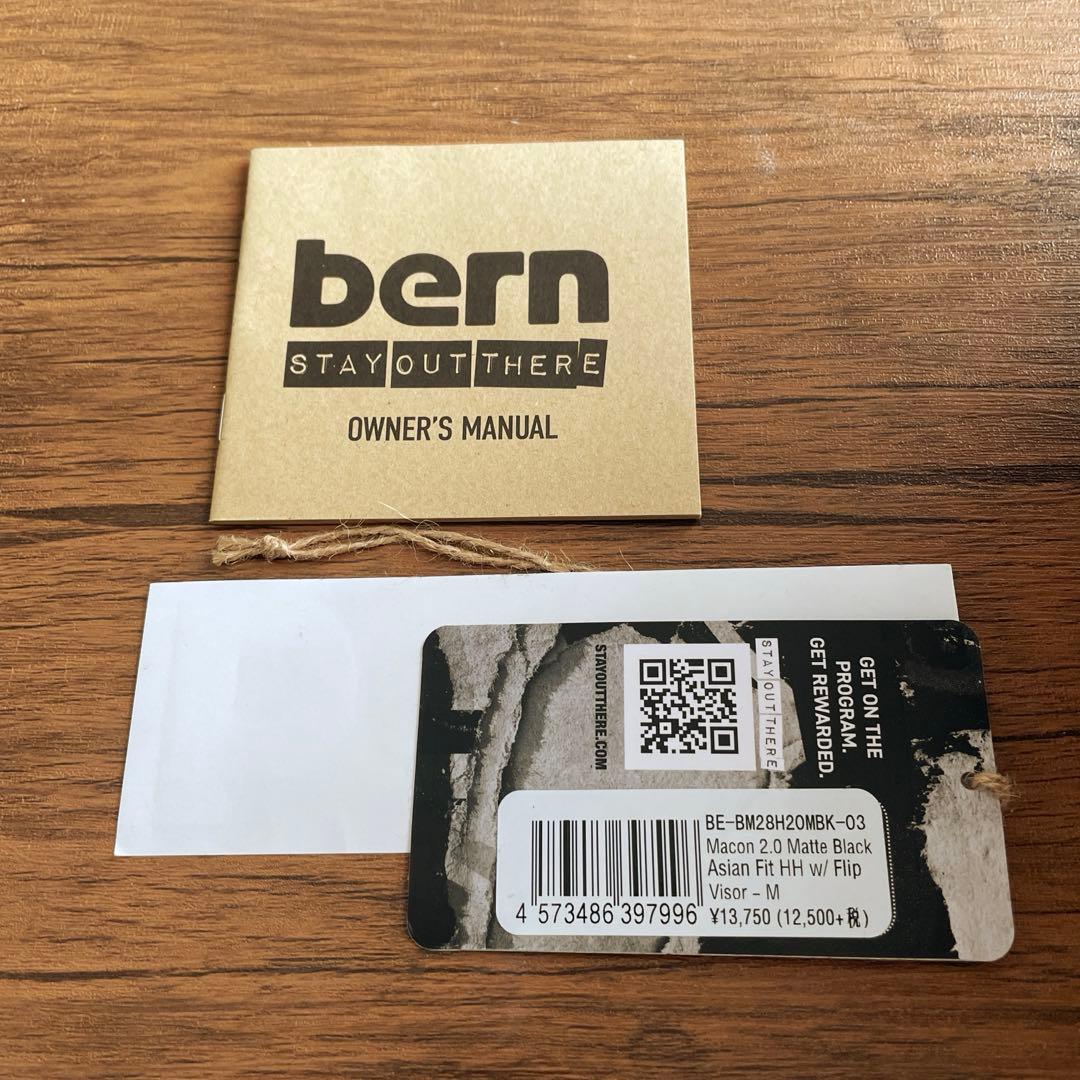 bern
STAY OUT THERE
OWNER'S MANUAL
GET ON THE
PROGRAM.
GET REWARDED.
STAY OUT THERE
STAYOUTTHERE.COM
BE-BM28H20MBK-03
Macon 2.0 Matte Black
Asian Fit HH w/ Flip
Visor - M
¥13,750 (12,500+税)
4 573486 397996